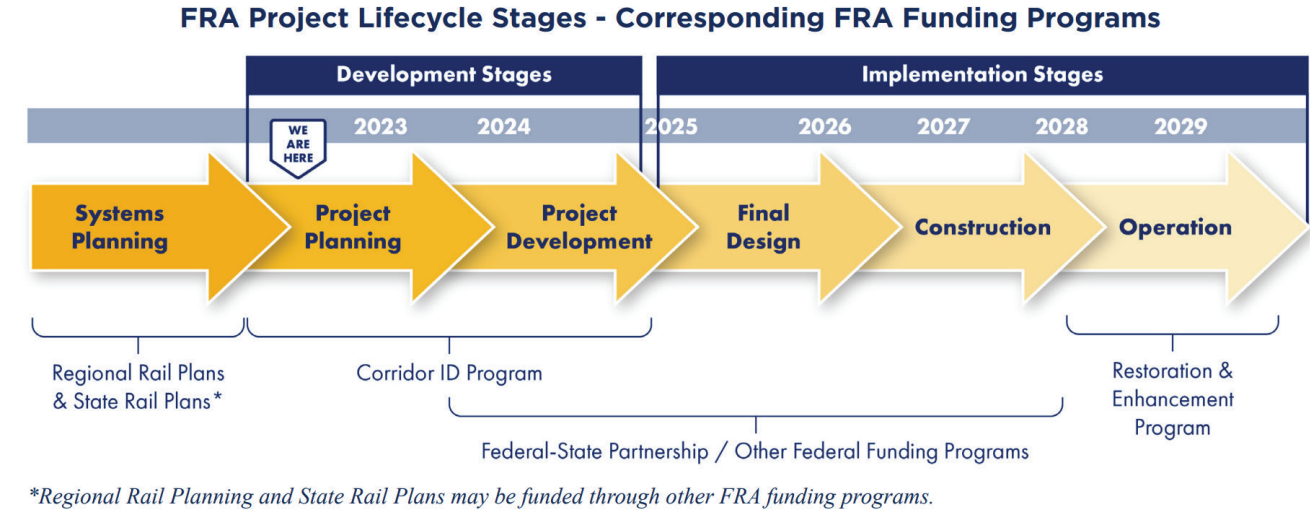 FRA Project Lifecycle Stages - Corresponding FRA Funding Programs
Development Stages
Implementation Stages
WE
ARE
HERE
2023
2024
2025
2026
2027
2028
2029
Systems
Planning
Project
Planning
Project
Development
Final
Design
Construction
Operation
Regional Rail Plans
& State Rail Plans*
Corridor ID Program
Federal-State Partnership / Other Federal Funding Programs
Restoration &
Enhancement
Program
*Regional Rail Planning and State Rail Plans may be funded through other FRA funding programs.